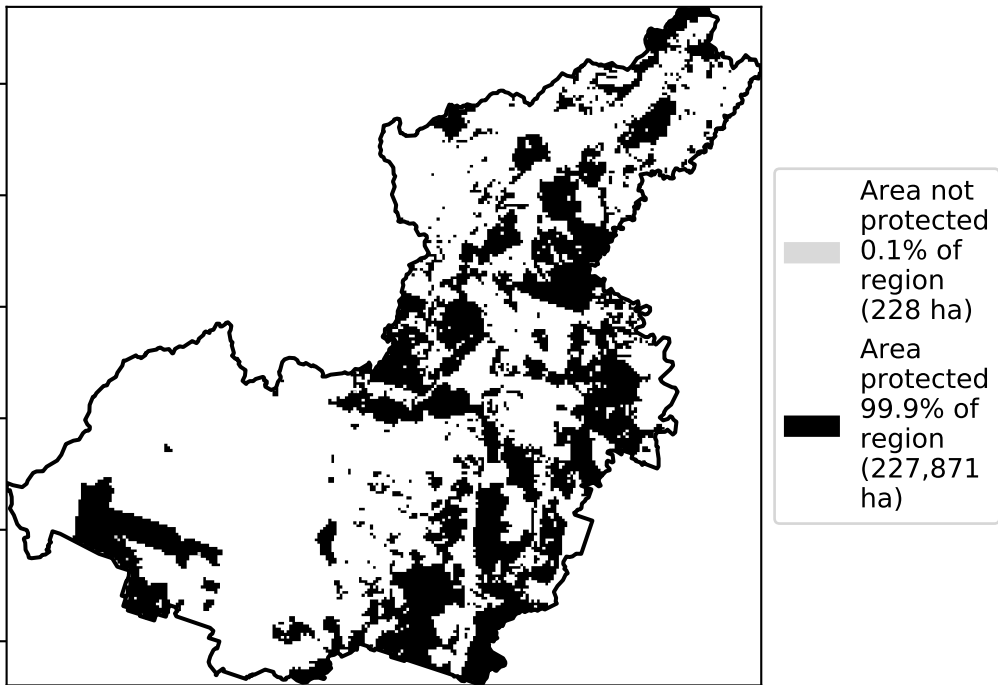 Area not
protected
0.1% of
region
(228 ha)
Area
protected
99.9% of
region
(227,871
ha)